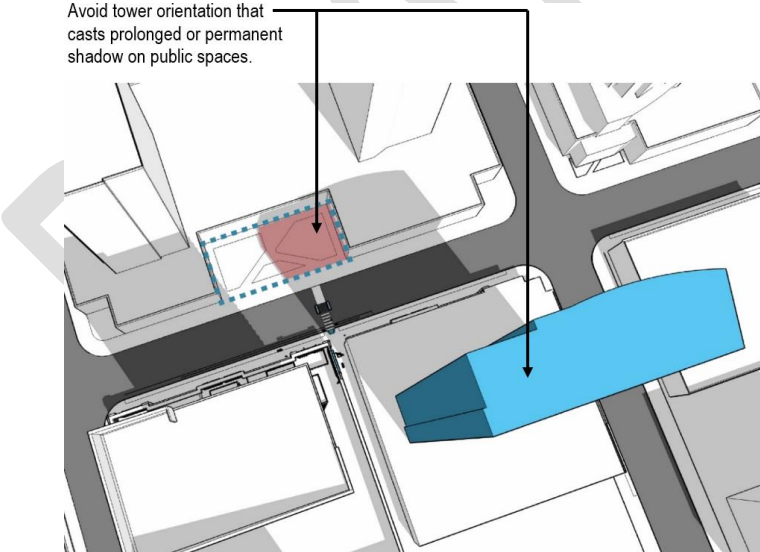 Avoid tower orientation that
casts prolonged or permanent
shadow on public spaces.